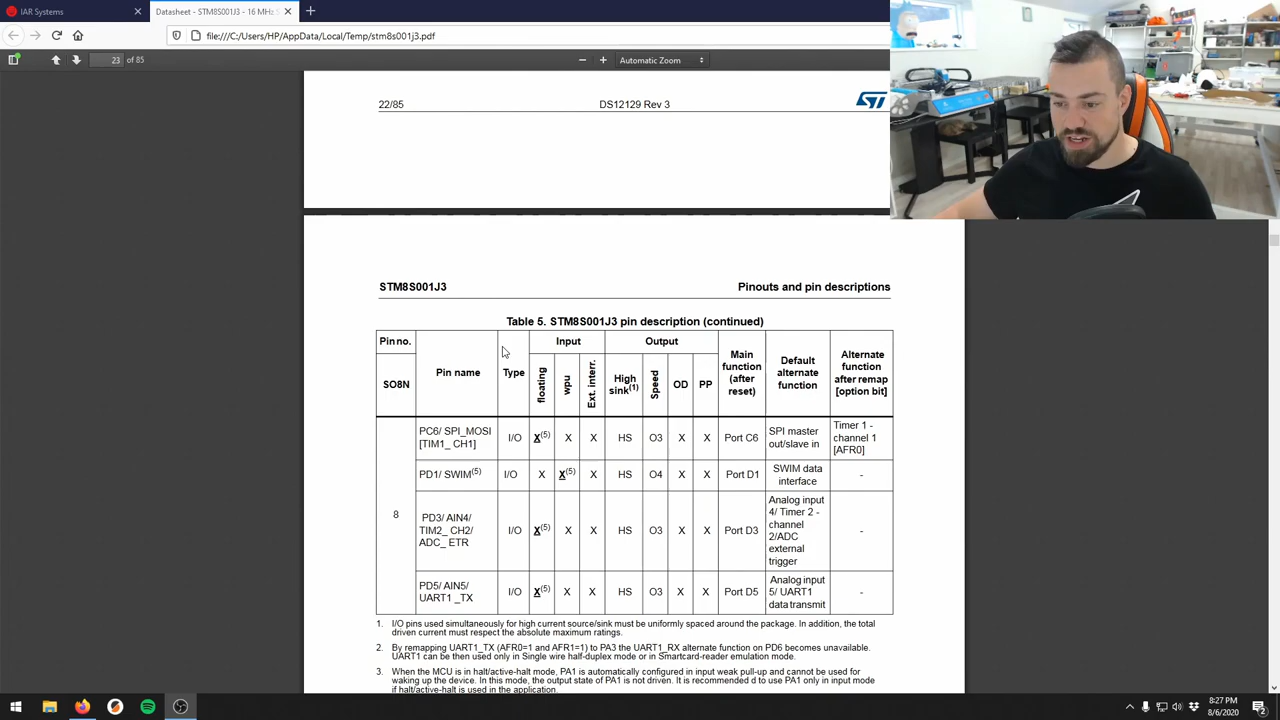 IAR Systems
Datasheet - STM8S001J3 - 16 MHz S
file:///C:/Users/HP/AppData/Local/Temp/stm8s001j3.pdf
23 of 85
Automatic Zoom
22/85 DS12129 Rev 3
STM8S001J3 Pinouts and pin descriptions
Table 5. STM8S001J3 pin description (continued)
Pin no. Input Output
SO8N Pin name Type floating wpu Ext. interr. High sink(1) Speed OD PP Main function (after reset) Default alternate function Alternate function after remap [option bit]
8
PC6/ SPI_MOSI [TIM1_ CH1] I/O X(5) X X HS O3 X X Port C6 SPI master out/slave in Timer 1 - channel 1 [AFR0]
PD1/ SWIM(5) I/O X X(5) X HS O4 X X Port D1 SWIM data interface -
PD3/ AIN4/ TIM2_ CH2/ ADC_ ETR I/O X(5) X X HS O3 X X Port D3 Analog input 4/ Timer 2 - channel 2/ADC external trigger -
PD5/ AIN5/ UART1 _TX I/O X(5) X X HS O3 X X Port D5 Analog input 5/ UART1 data transmit -
1. I/O pins used simultaneously for high current source/sink must be uniformly spaced around the package. In addition, the total
driven current must respect the absolute maximum ratings.
2. By remapping UART1_TX (AFR0=1 and AFR1=1) to PA3 the UART1_RX alternate function on PD6 becomes unavailable.
UART1 can be then used only in Single wire half-duplex mode or in Smartcard-reader emulation mode.
3. When the MCU is in halt/active-halt mode, PA1 is automatically configured in input weak pull-up and cannot be used for
waking up the device. In this mode, the output state of PA1 is not driven. It is recommended d to use PA1 only in input mode
if halt/active-halt is used in the application.
8:27 PM
8/6/2020
2